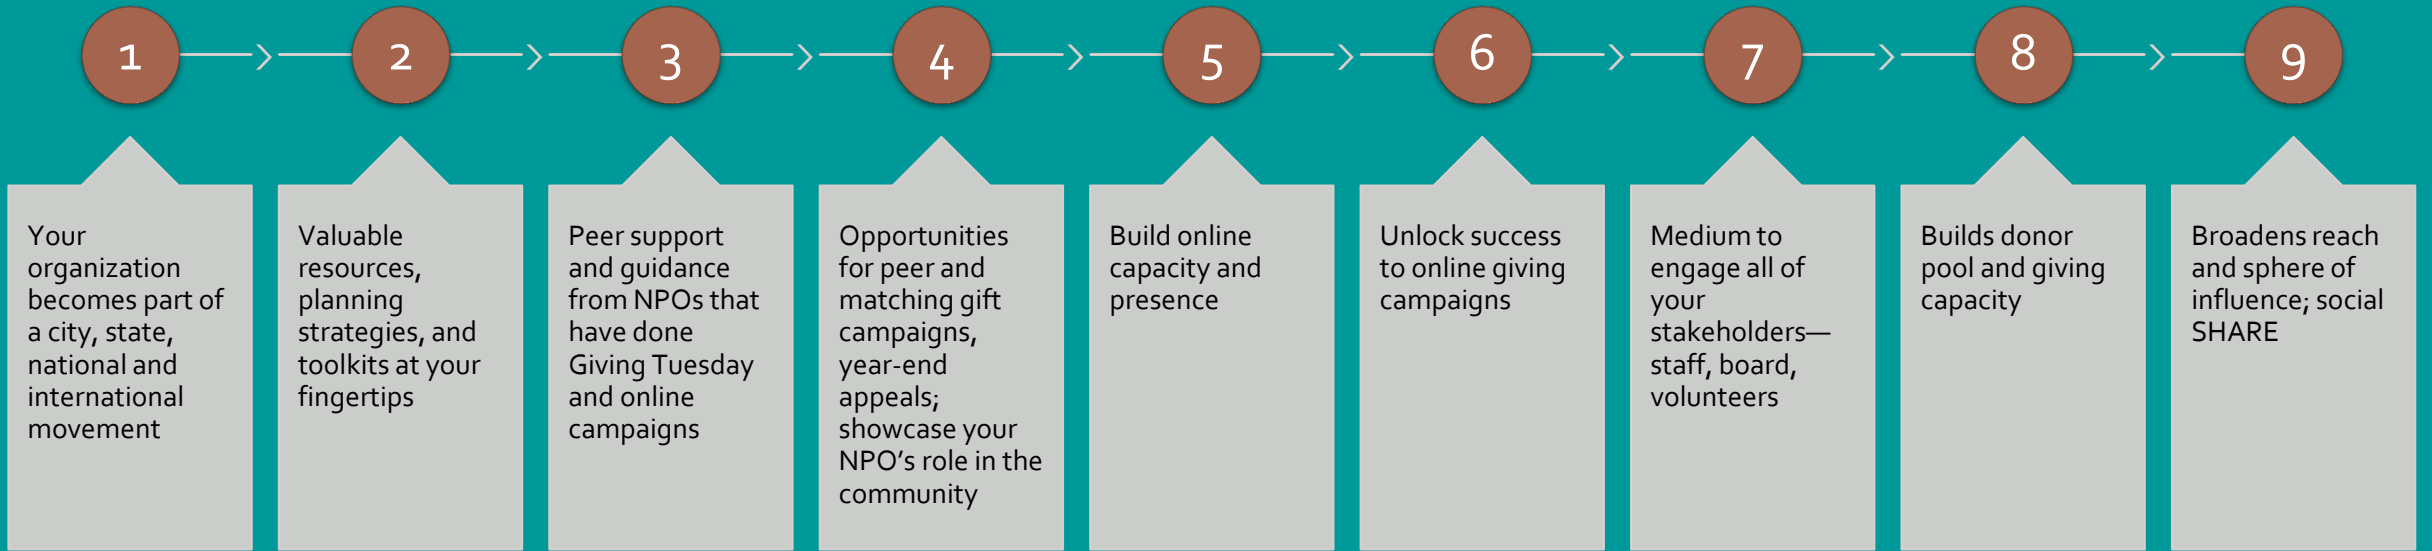 1
2
3
4
5
6
7
8
9
Your
organization
becomes part of
a city, state,
national and
international
movement
Valuable
resources,
planning
strategies, and
toolkits at your
fingertips
Peer support
and guidance
from NPOs that
have done
Giving Tuesday
and online
campaigns
Opportunities
for peer and
matching gift
campaigns,
year-end
appeals;
showcase your
NPO’s role in the
community
Build online
capacity and
presence
Unlock success
to online giving
campaigns
Medium to
engage all of
your
stakeholders—
staff, board,
volunteers
Builds donor
pool and giving
capacity
Broadens reach
and sphere of
influence; social
SHARE